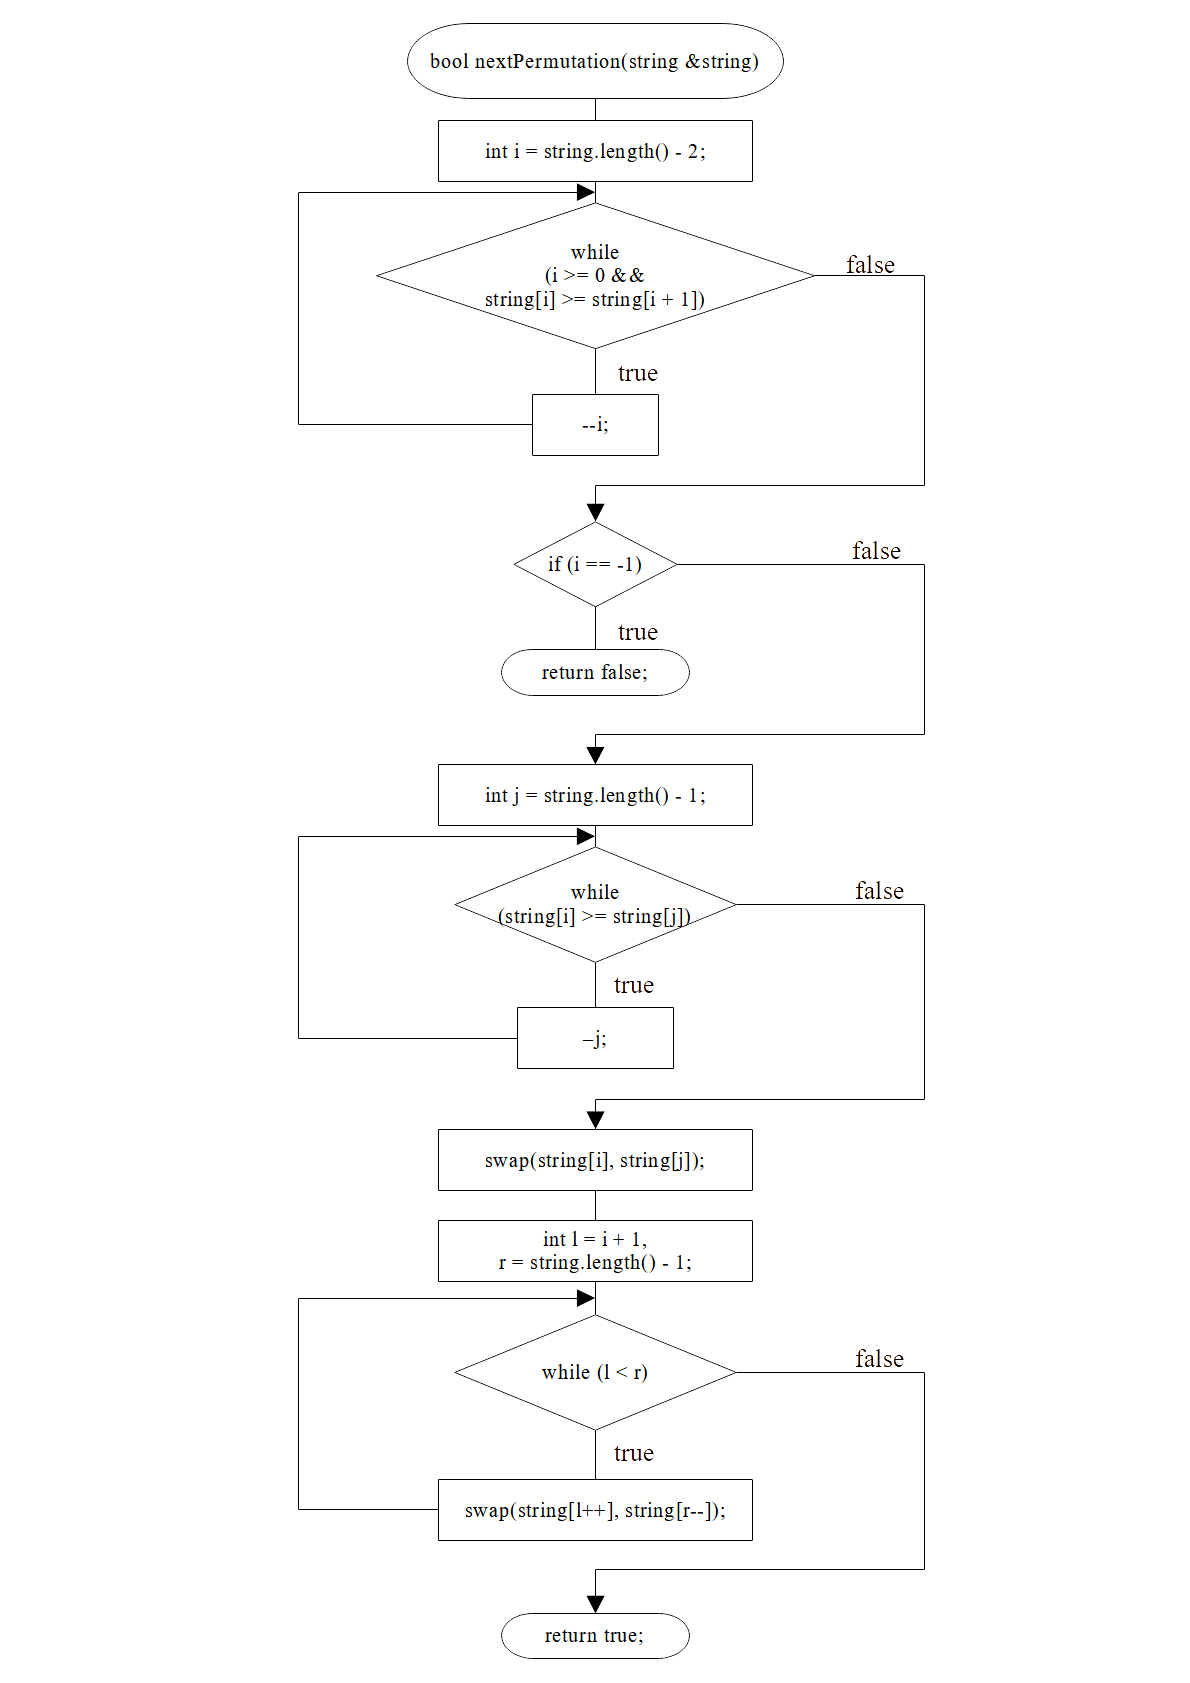 bool nextPermutation(string &string)
int i = string.length() - 2;
while
(i >= 0 &&
string[i] >= string[i + 1])
false
true
--i;
if (i == -1)
false
true
return false;
int j = string.length() - 1;
while
(string[i] >= string[j])
false
true
–j;
swap(string[i], string[j]);
int l = i + 1,
r = string.length() - 1;
while (l < r)
false
true
swap(string[l++], string[r--]);
return true;